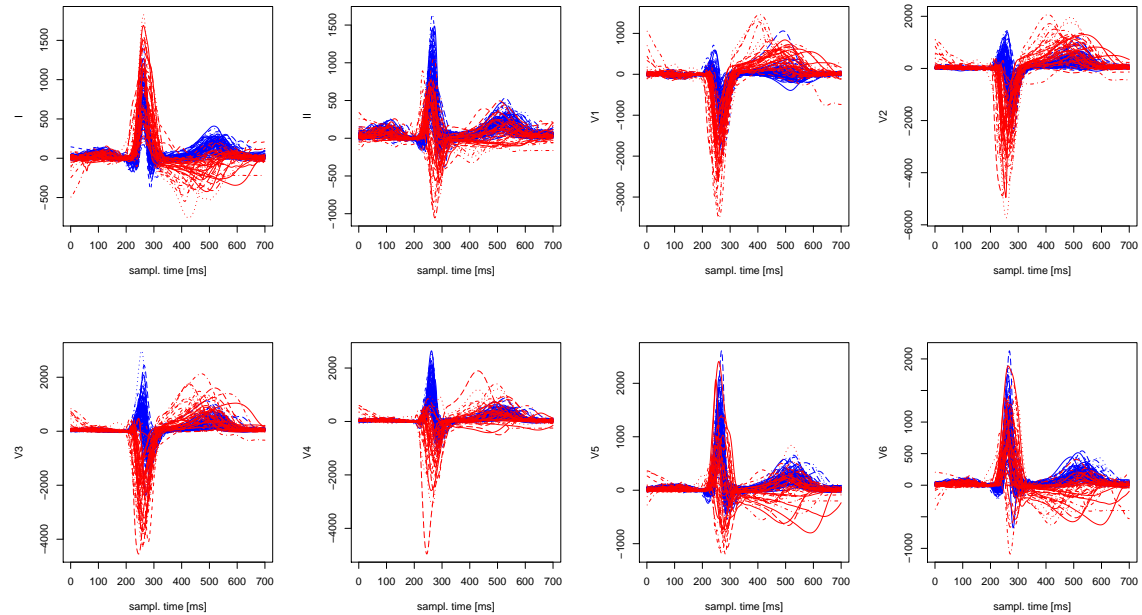 I
−500 0 500 1000 1500
0 100 200 300 400 500 600 700
sampl. time [ms]
II
−1000 −500 0 500 1000 1500
0 100 200 300 400 500 600 700
sampl. time [ms]
V1
−3000 −2000 −1000 0 1000
0 100 200 300 400 500 600 700
sampl. time [ms]
V2
−6000 −4000 −2000 0 2000
0 100 200 300 400 500 600 700
sampl. time [ms]
V3
−4000 −2000 0 2000
0 100 200 300 400 500 600 700
sampl. time [ms]
V4
−4000 −2000 0 2000
0 100 200 300 400 500 600 700
sampl. time [ms]
V5
−1000 0 1000 2000
0 100 200 300 400 500 600 700
sampl. time [ms]
V6
−1000 0 500 1000 2000
0 100 200 300 400 500 600 700
sampl. time [ms]